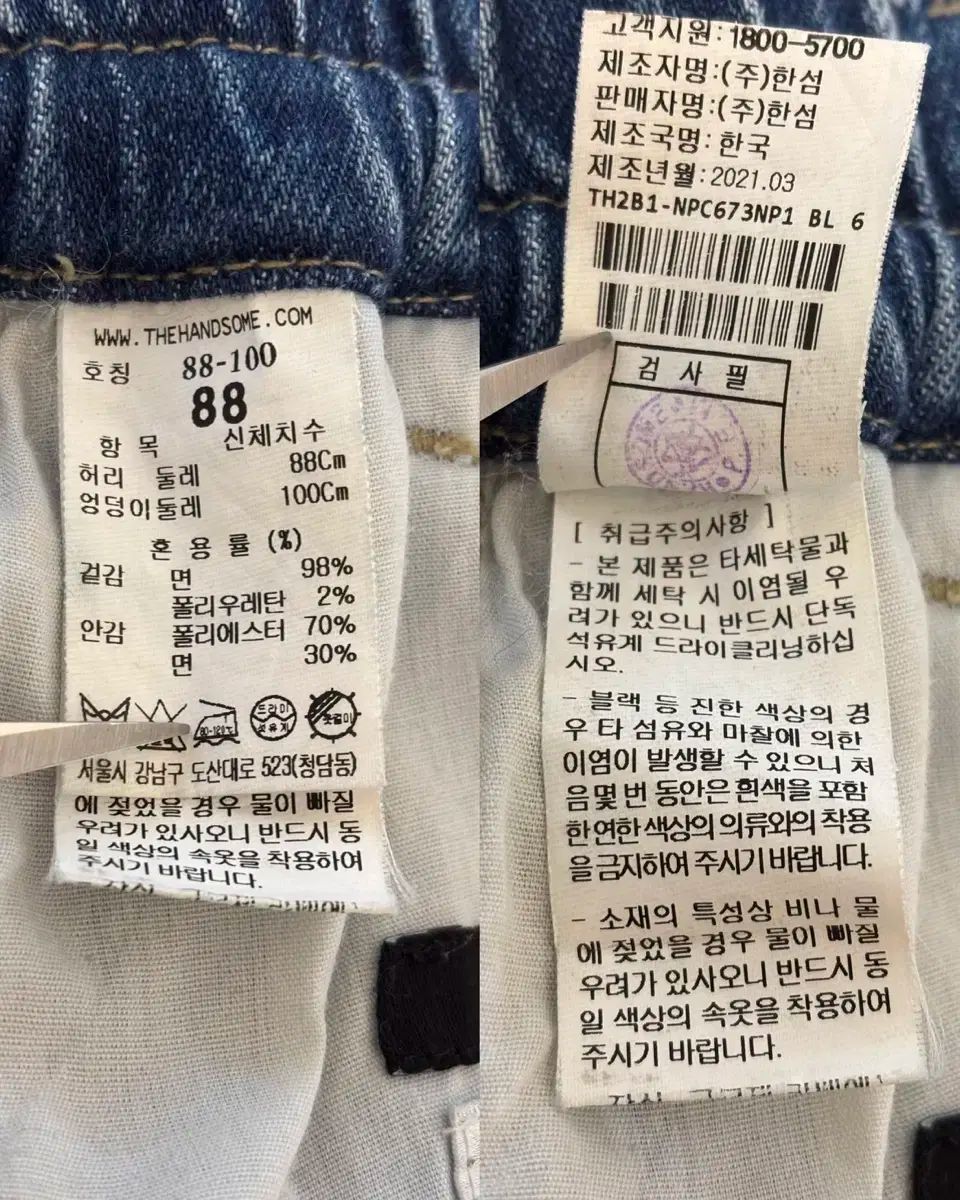 WWW.THEHANDSOME.COM
호칭 88-100
88
항 목 신체치수
허리 둘레 88Cm
엉덩이둘레 100Cm
혼 용 률 (%)
겉감 면 98%
폴리우레탄 2%
안감 폴리에스터 70%
면 30%
80-120℃ 드라이 석유계
서울시 강남구 도산대로 523(청담동)
에 젖었을 경우 물이 빠질
우려가 있사오니 반드시 동
일 색상의 속옷을 착용하여
주시기 바랍니다.
고객지원: 1800-5700
제조자명:(주)한섬
판매자명:(주)한섬
제조국명: 한국
제조년월: 2021.03
TH2B1-NPC673NP1 BL 6
검 사 필
[ 취급주의사항 ]
- 본 제품은 타세탁물과
함께 세탁 시 이염될 우
려가 있으니 반드시 단독
석유계 드라이클리닝하십
시오.
- 블랙 등 진한 색상의 경
우 타 섬유와 마찰에 의한
이염이 발생할 수 있으니 처
음몇 번 동안은 흰색을 포함
한연한색상의 의류와의 착용
을금지하여 주시기 바랍니다.
- 소재의 특성상 비나 물
에 젖었을 경우 물이 빠질
우려가 있사오니 반드시 동
일 색상의 속옷을 착용하여
주시기 바랍니다.